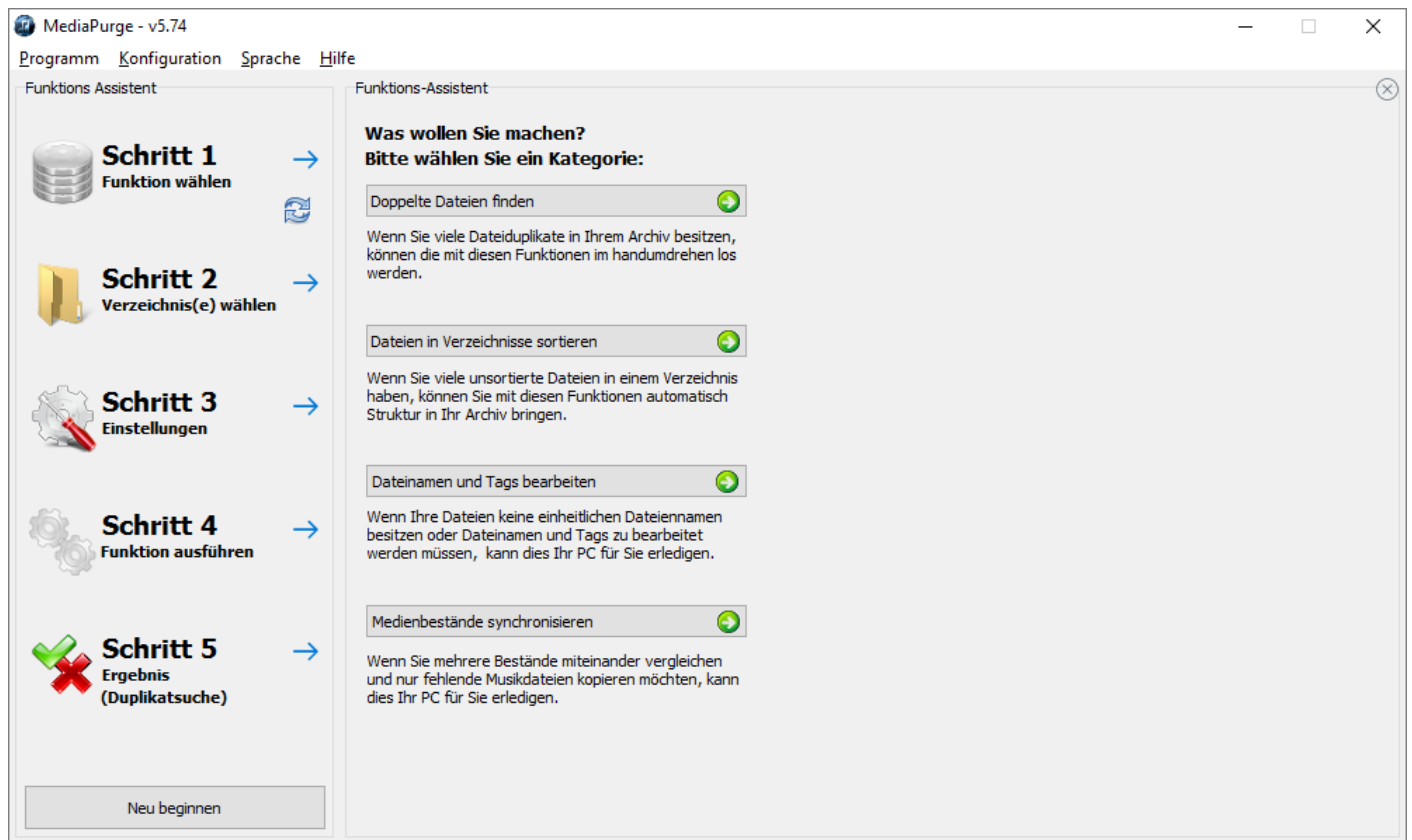 MediaPurge - v5.74
Programm Konfiguration Sprache Hilfe
Funktions Assistent
Schritt 1
Funktion wählen
Schritt 2
Verzeichnis(e) wählen
Schritt 3
Einstellungen
Schritt 4
Funktion ausführen
Schritt 5
Ergebnis
(Duplikatsuche)
Neu beginnen
Funktions-Assistent
Was wollen Sie machen?
Bitte wählen Sie ein Kategorie:
Doppelte Dateien finden
Wenn Sie viele Dateiduplikate in Ihrem Archiv besitzen,
können die mit diesen Funktionen im handumdrehen los
werden.
Dateien in Verzeichnisse sortieren
Wenn Sie viele unsortierte Dateien in einem Verzeichnis
haben, können Sie mit diesen Funktionen automatisch
Struktur in Ihr Archiv bringen.
Dateinamen und Tags bearbeiten
Wenn Ihre Dateien keine einheitlichen Dateiennamen
besitzen oder Dateinamen und Tags zu bearbeitet
werden müssen, kann dies Ihr PC für Sie erledigen.
Medienbestände synchronisieren
Wenn Sie mehrere Bestände miteinander vergleichen
und nur fehlende Musikdateien kopieren möchten, kann
dies Ihr PC für Sie erledigen.